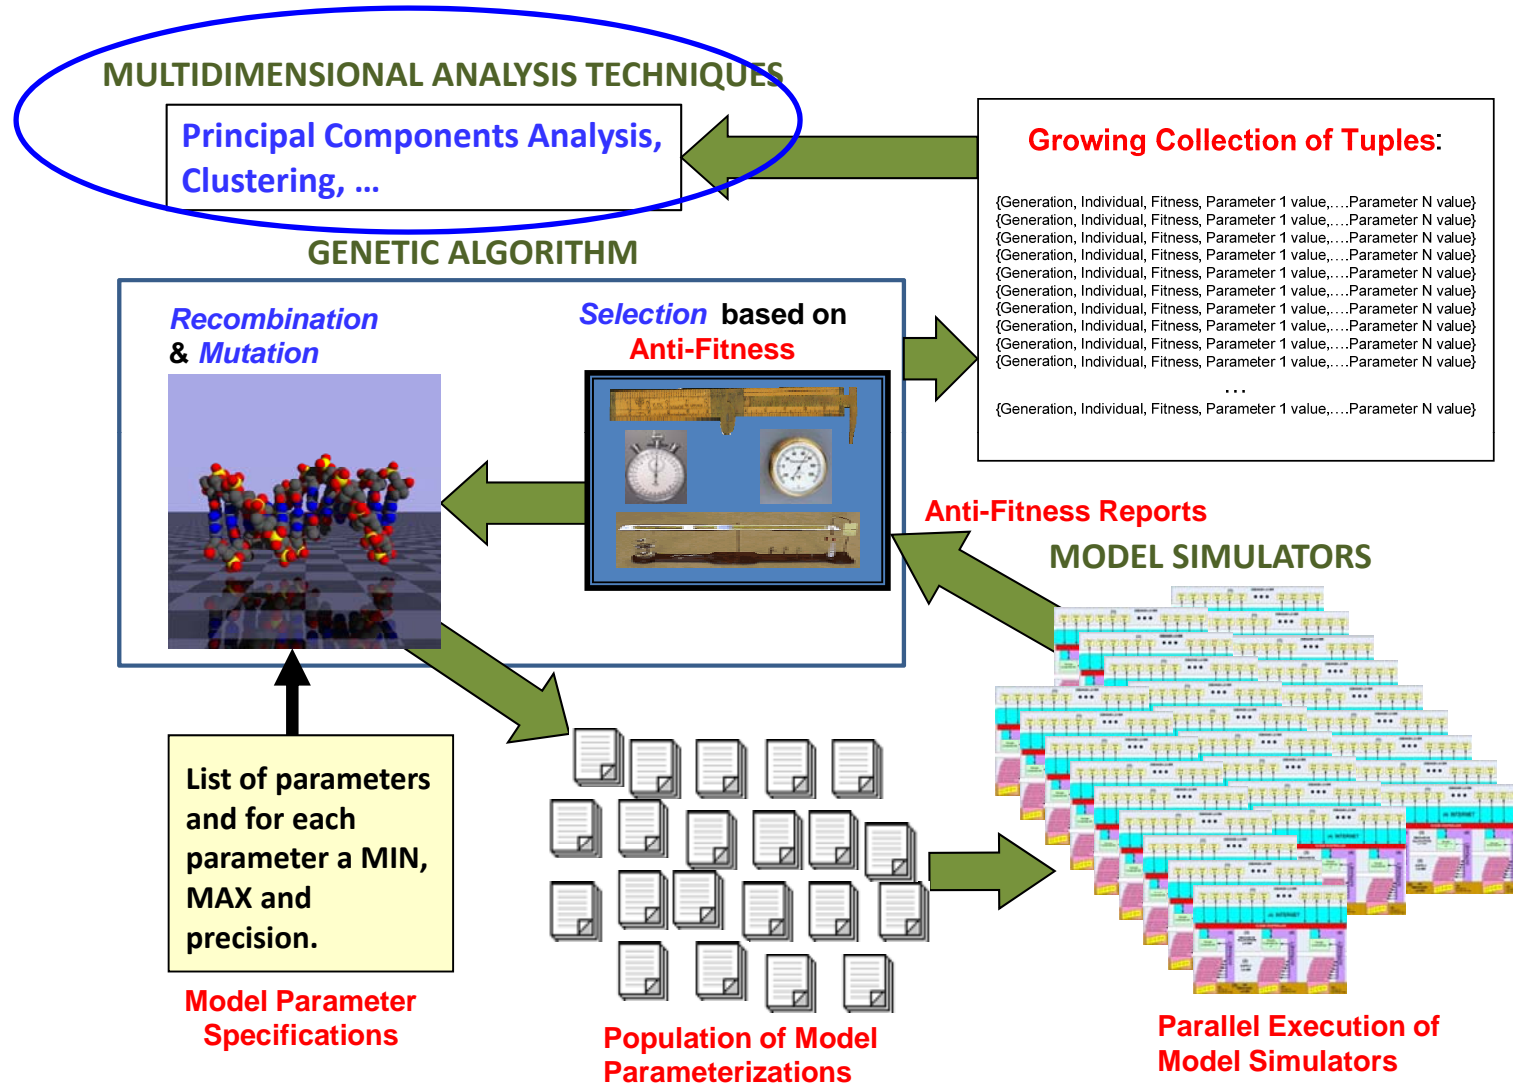 MULTIDIMENSIONAL ANALYSIS TECHNIQUES
Principal Components Analysis,
Clustering, …
Growing Collection of Tuples:
{Generation, Individual, Fitness, Parameter 1 value,….Parameter N value}
{Generation, Individual, Fitness, Parameter 1 value,….Parameter N value}
{Generation, Individual, Fitness, Parameter 1 value,….Parameter N value}
{Generation, Individual, Fitness, Parameter 1 value,….Parameter N value}
{Generation, Individual, Fitness, Parameter 1 value,….Parameter N value}
{Generation, Individual, Fitness, Parameter 1 value,….Parameter N value}
{Generation, Individual, Fitness, Parameter 1 value,….Parameter N value}
{Generation, Individual, Fitness, Parameter 1 value,….Parameter N value}
{Generation, Individual, Fitness, Parameter 1 value,….Parameter N value}
{Generation, Individual, Fitness, Parameter 1 value,….Parameter N value}
…
{Generation, Individual, Fitness, Parameter 1 value,….Parameter N value}
GENETIC ALGORITHM
Recombination
& Mutation
Selection based on
Anti-Fitness
Anti-Fitness Reports
MODEL SIMULATORS
List of parameters
and for each
parameter a MIN,
MAX and
precision.
Model Parameter
Specifications
Population of Model
Parameterizations
INTERNET
INTERNET
INTERNET
Parallel Execution of
Model Simulators